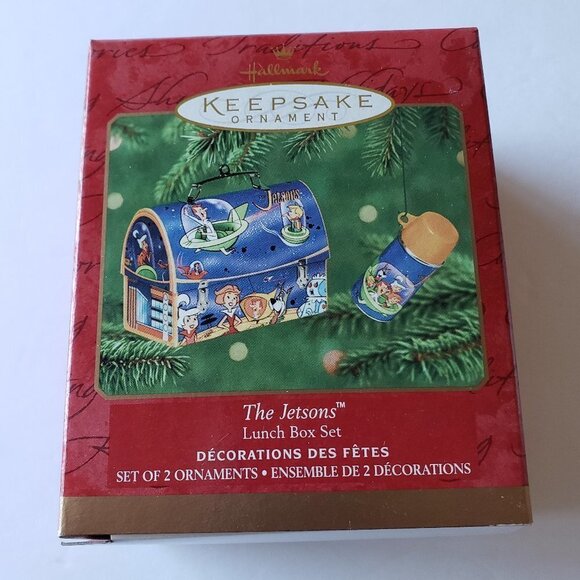 Traditions
Hallmark
KEEPSAKE
ORNAMENT
Jetsons
The Jetsons™
Lunch Box Set
DÉCORATIONS DES FÊTES
SET OF 2 ORNAMENTS • ENSEMBLE DE 2 DÉCORATIONS